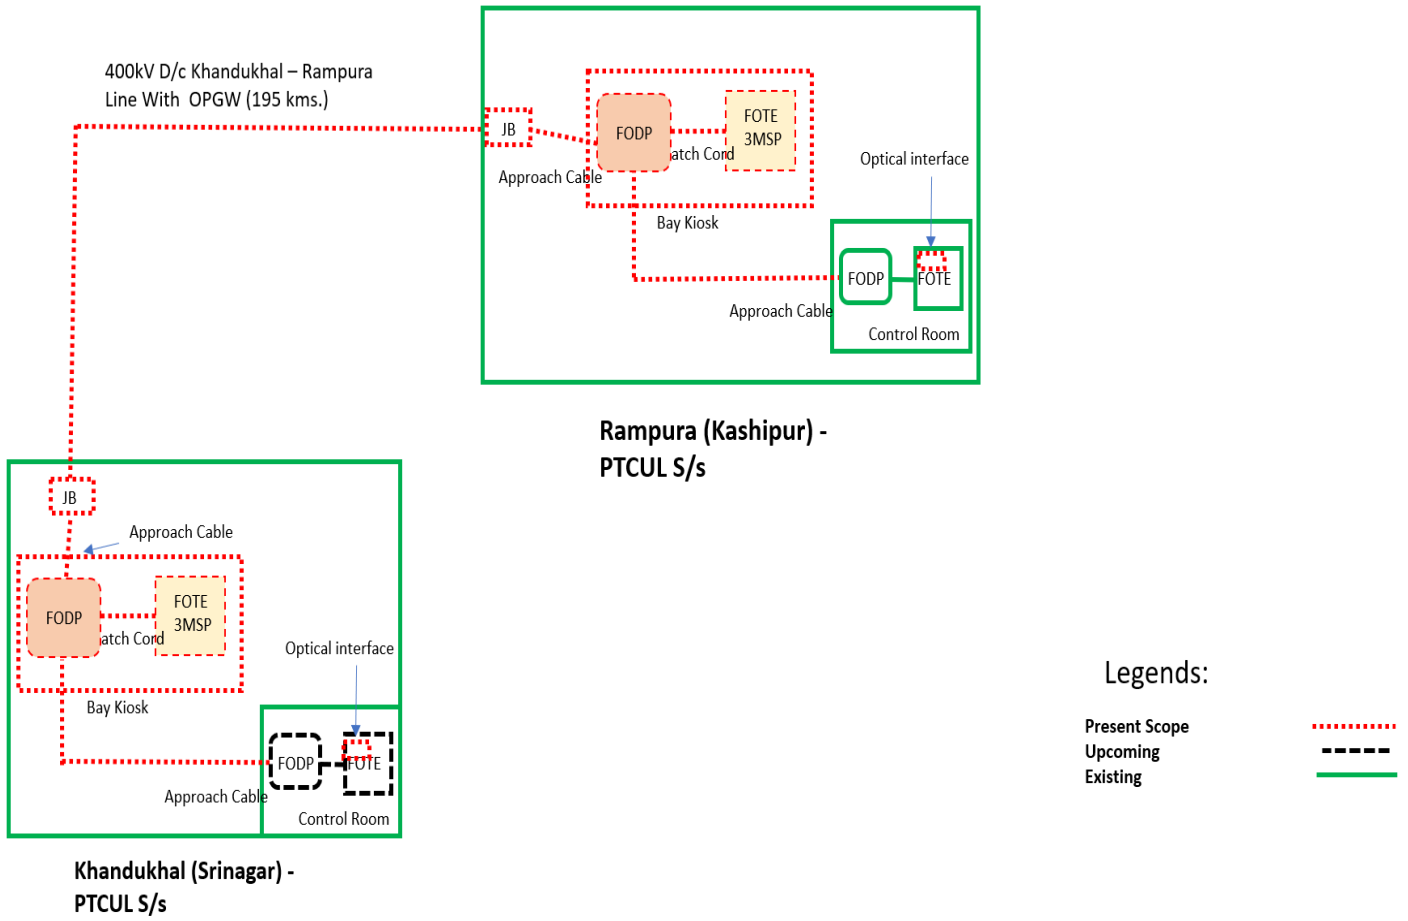 400kV D/c Khandukhal – Rampura
Line With OPGW (195 kms.)
JB
FODP
FOTE
3MSP
atch Cord
Approach Cable
Bay Kiosk
Optical interface
FODP
FOTE
Approach Cable
Control Room
Rampura (Kashipur) -
PTCUL S/s
JB
Approach Cable
FODP
FOTE
3MSP
atch Cord
Bay Kiosk
Optical interface
FODP
FOTE
Approach Cable
Control Room
Khandukhal (Srinagar) -
PTCUL S/s
Legends:
Present Scope
Upcoming
Existing